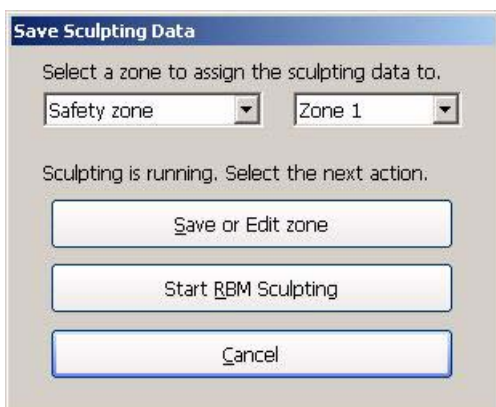 Save Sculpting Data
Select a zone to assign the sculpting data to.
Safety zone Zone 1
Sculpting is running. Select the next action.
Save or Edit zone
Start RBM Sculpting
Cancel